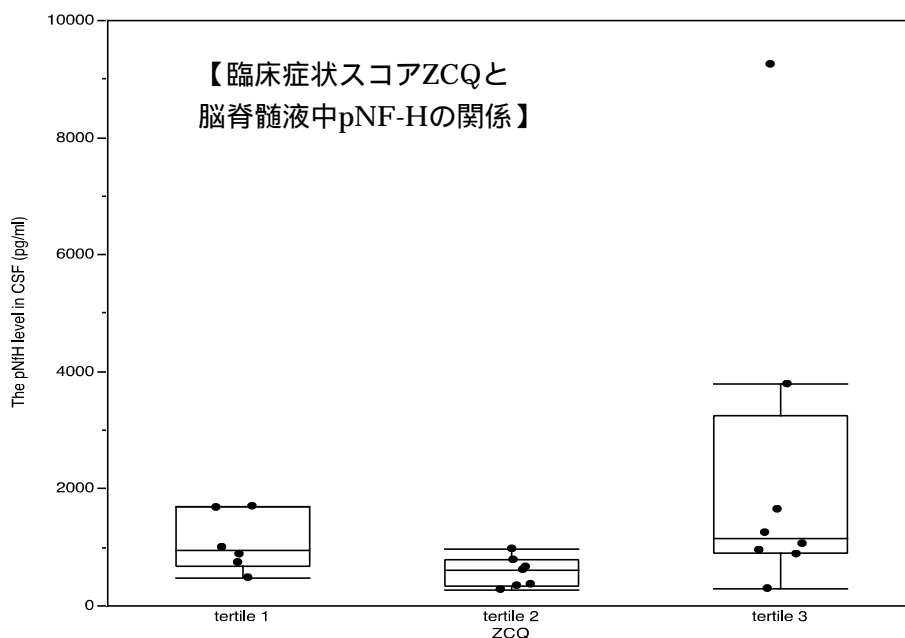 【臨床症状スコアZCQと
脳脊髄液中pNF-Hの関係】
The pNfH level in CSF (pg/ml)
10000
8000
6000
4000
2000
0
tertile 1
tertile 2
tertile 3
ZCQ